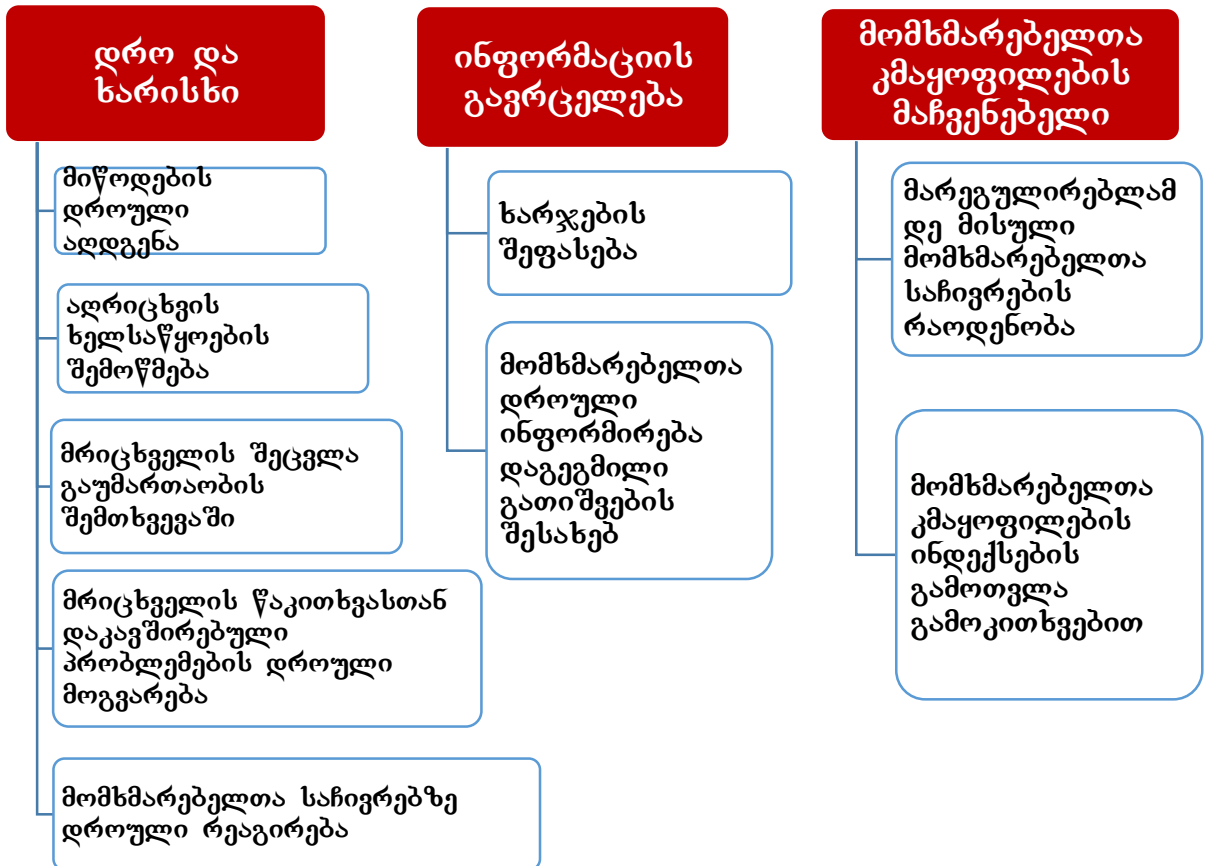 დრო და
ხარისხი
მიწოდების
დროული
აღდგენა
აღრიცხვის
ხელსაწყოების
შემოწმება
მრიცხველის შეცვლა
გაუმართაობის
შემთხვევაში
მრიცხველის წაკითხვასთან
დაკავშირებული
პრობლემების დროული
მოგვარება
მომხმარებელთა საჩივრებზე
დროული რეაგირება
ინფორმაციის
გავრცელება
ხარჯების
შეფასება
მომხმარებელთა
დროული
ინფორმირება
დაგეგმილი
გათიშვების
შესახებ
მომხმარებელთა
კმაყოფილების
მაჩვენებელი
მარეგულირებლამ
დე მისული
მომხმარებელთა
საჩივრების
რაოდენობა
მომხმარებელთა
კმაყოფილების
ინდექსების
გამოთვლა
გამოკითხვებით